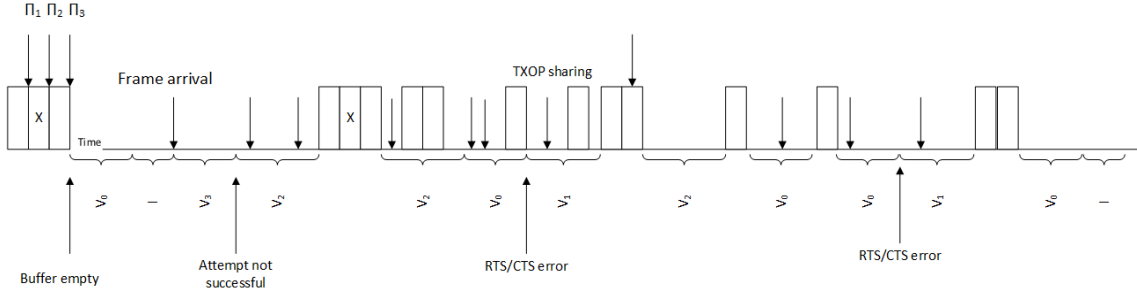 Π1 Π2 Π3
TXOP sharing
Frame arrival
X X
Time
V0 I V3 V2 V2 V0 V1 V2 V0 V0 V1 V0 I
Buffer empty
Attempt not
successful
RTS/CTS error
RTS/CTS error